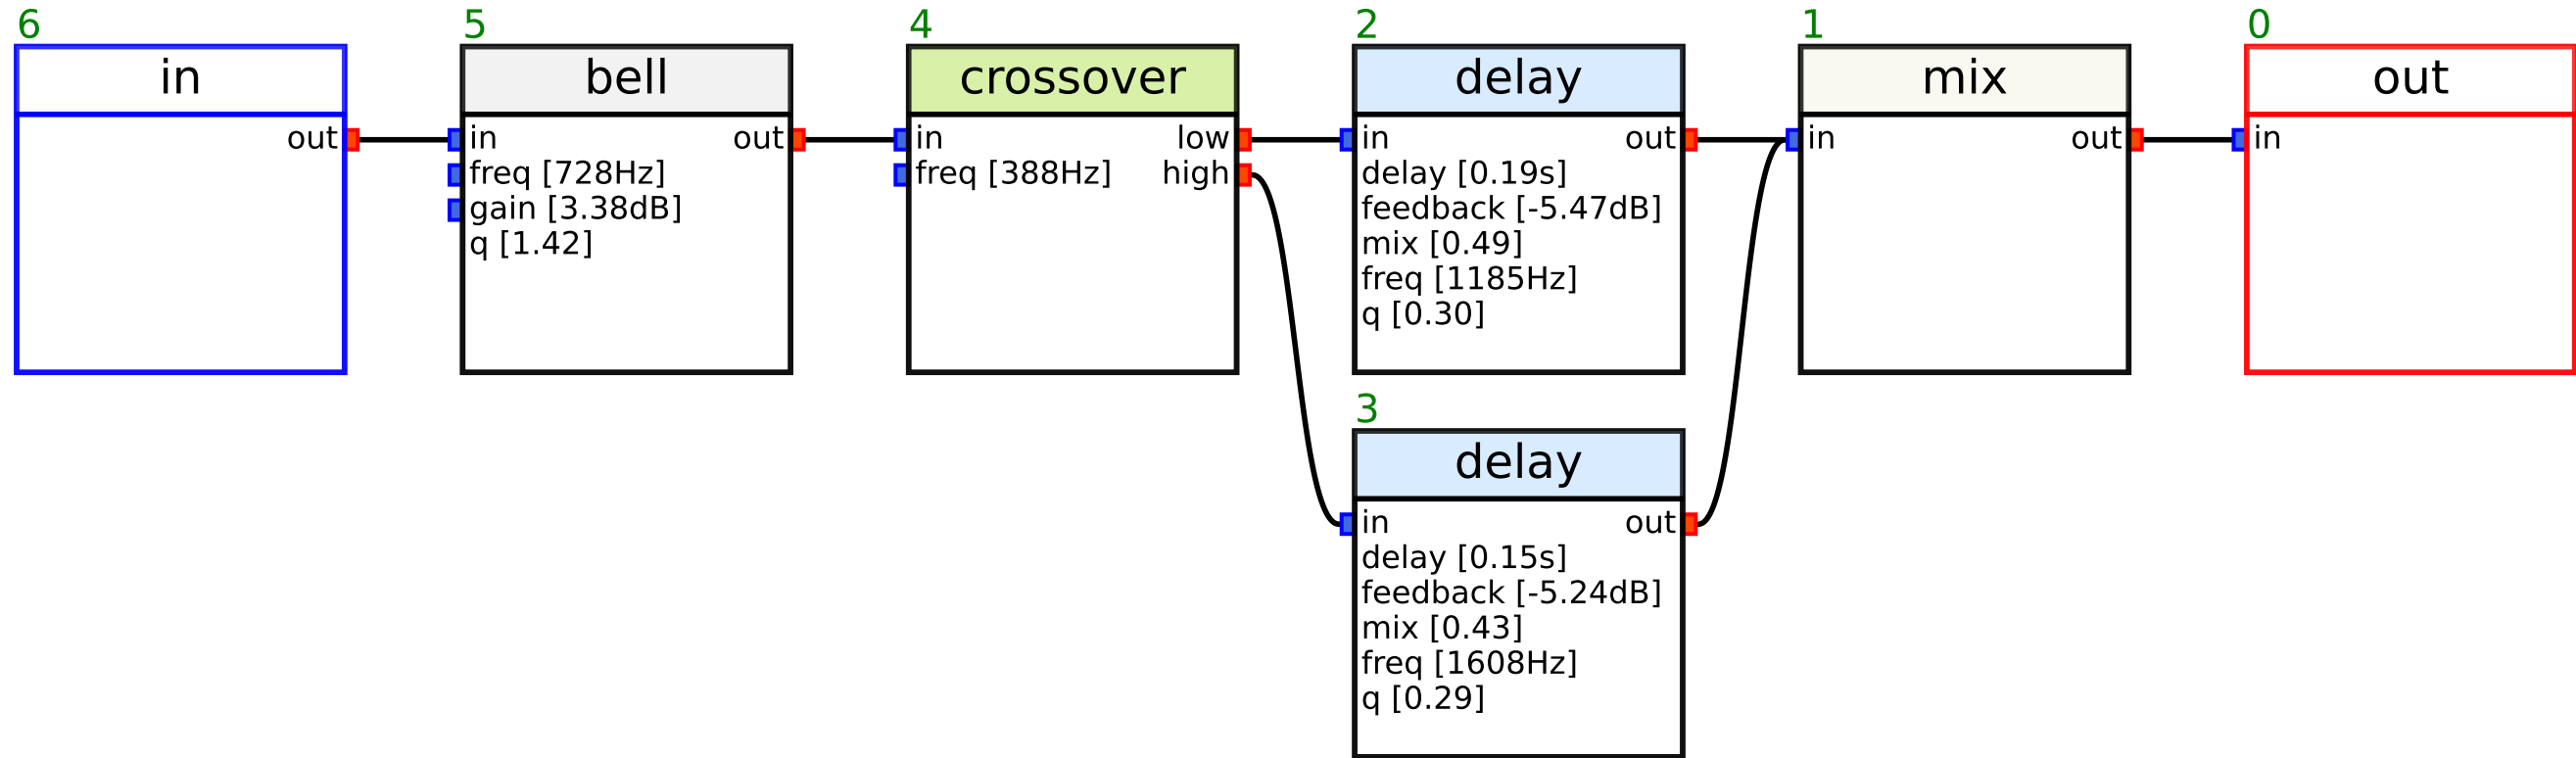 6
in
out
5
bell
in
out
freq [728Hz]
gain [3.38dB]
q [1.42]
4
crossover
in
low
freq [388Hz]
high
2
delay
in
out
delay [0.19s]
feedback [-5.47dB]
mix [0.49]
freq [1185Hz]
q [0.30]
3
delay
in
out
delay [0.15s]
feedback [-5.24dB]
mix [0.43]
freq [1608Hz]
q [0.29]
1
mix
in
out
0
out
in